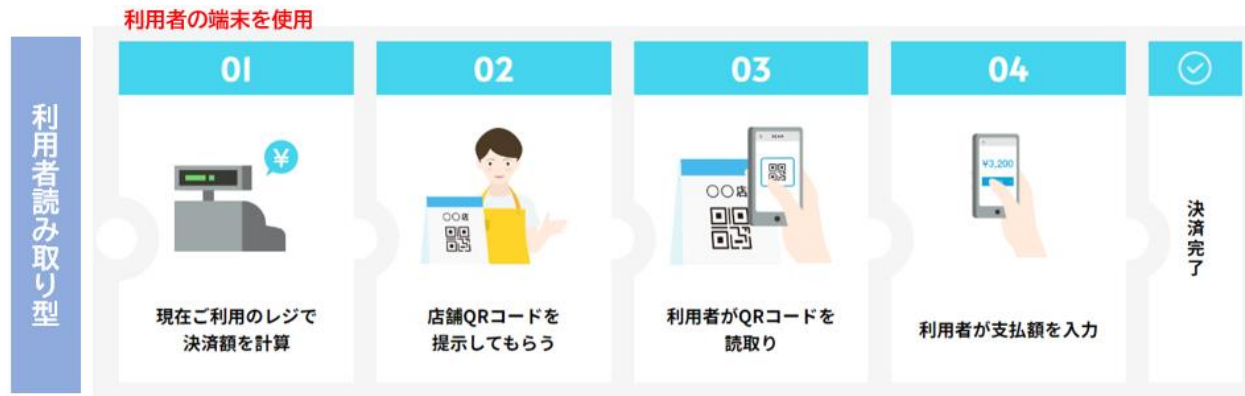 利用者の端末を使用
利用者読み取り型
01
02
03
04
¥
○○店
○○店
¥3,200
現在ご利用のレジで
決済額を計算
店舗QRコードを
提示してもらう
利用者がQRコードを
読取り
利用者が支払額を入力
決済完了